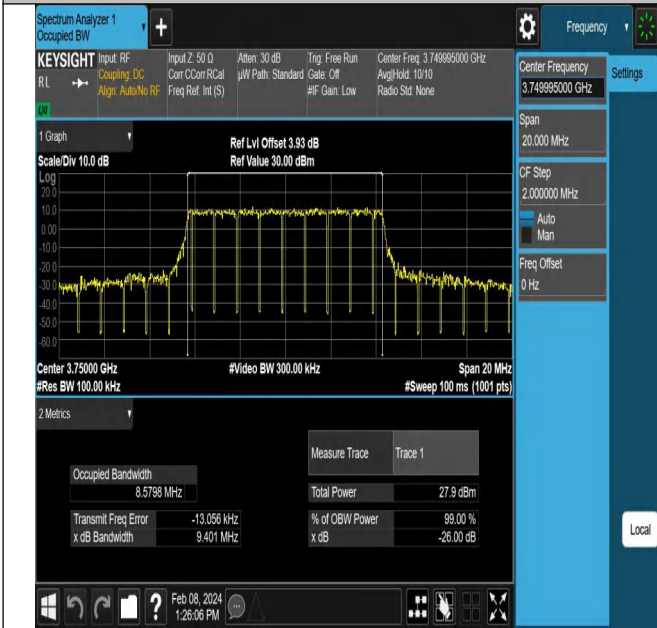 Spectrum Analyzer 1
Occupied BW
Frequency
KEYSIGHT
RL
Input: RF
Coupling: DC
Align: Auto/No RF
Input Z: 50 Ω
Corr CCorr RCal
Freq Ref: Int (S)
Atten: 30 dB
µW Path: Standard
Trig: Free Run
Gate: Off
#IF Gain: Low
Center Freq: 3.749995000 GHz
Avg|Hold: 10/10
Radio Std: None
1 Graph
Scale/Div 10.0 dB
Ref Lvl Offset 3.93 dB
Ref Value 30.00 dBm
Log
20.0
10.0
0.00
-10.0
-20.0
-30.0
-40.0
-50.0
-60.0
Center 3.75000 GHz
#Video BW 300.00 kHz
Span 20 MHz
#Res BW 100.00 kHz
#Sweep 100 ms (1001 pts)
2 Metrics
Measure Trace
Trace 1
Occupied Bandwidth
8.5798 MHz
Total Power
27.9 dBm
Transmit Freq Error
-13.056 kHz
% of OBW Power
99.00 %
x dB Bandwidth
9.401 MHz
x dB
-26.00 dB
Center Frequency
3.749995000 GHz
Settings
Span
20.000 MHz
CF Step
2.000000 MHz
Auto
Man
Freq Offset
0 Hz
Local
?
Feb 08, 2024
1:26:06 PM